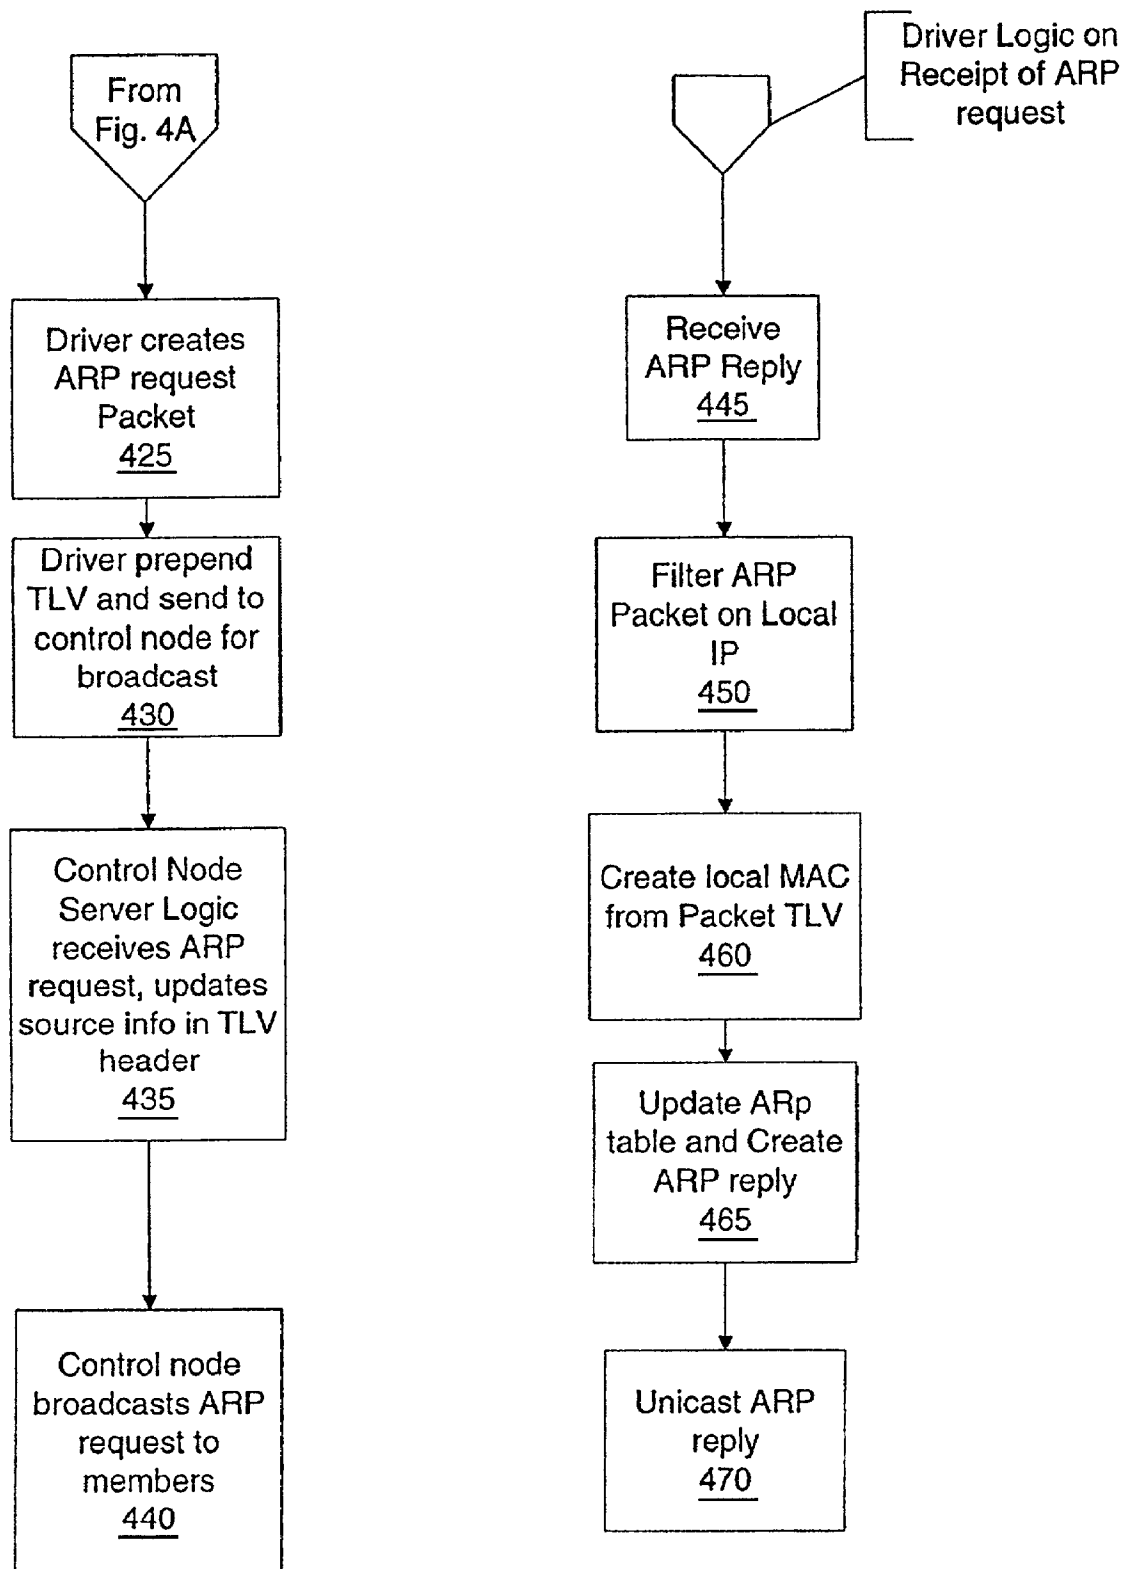 From
Fig. 4A
Driver creates
ARP request
Packet
425
Driver prepend
TLV and send to
control node for
broadcast
430
Control Node
Server Logic
receives ARP
request, updates
source info in TLV
header
435
Control node
broadcasts ARP
request to
members
440
Driver Logic on
Receipt of ARP
request
Receive
ARP Reply
445
Filter ARP
Packet on Local
IP
450
Create local MAC
from Packet TLV
460
Update ARp
table and Create
ARP reply
465
Unicast ARP
reply
470